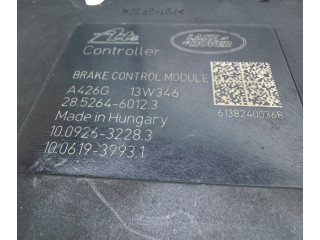 Ate
LAND
ROVER
Controller
BRAKE CONTROL MODULE
A426G 13W346
28.5264-6012.3
Made in Hungary
10.0926-3228.3
10.0619-3993.1
61382400368